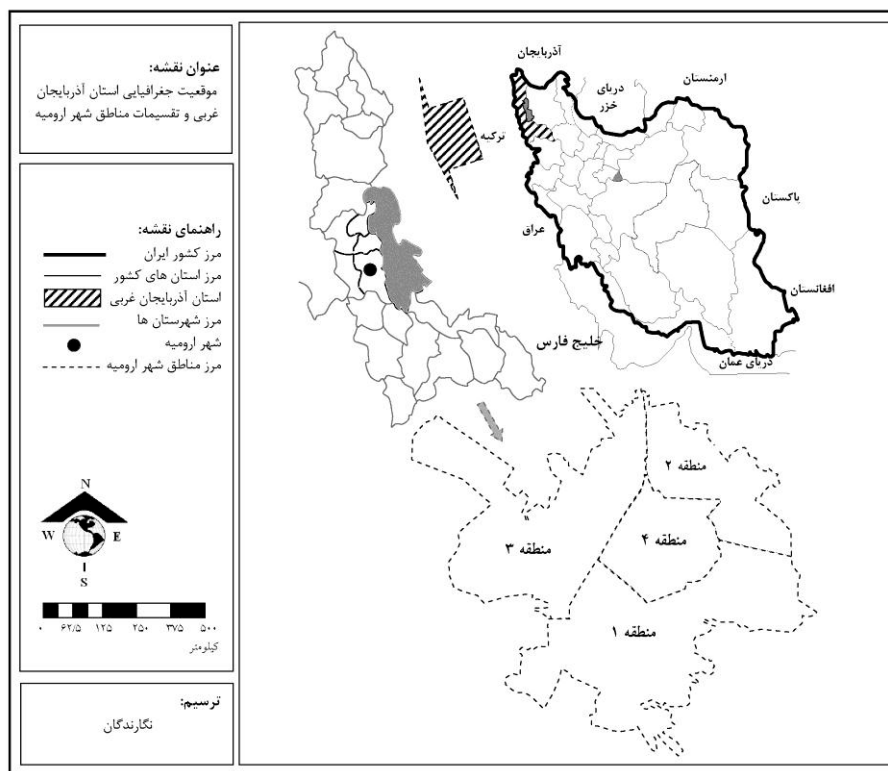 عنوان نقشه:
موقعیت جغرافیایی استان آذربایجان
غربی و تقسیمات مناطق شهر ارومیه
راهنمای نقشه:
مرز کشور ایران
مرز استان های کشور
استان آذربایجان غربی
مرز شهرستان ها
شهر ارومیه
مرز مناطق شهر ارومیه
N
W E
S
۰ ۶۲/۵ ۱۲۵ ۲۵۰ ۳۷۵ ۵۰۰
کیلومتر
ترسیم:
نگارندگان
آذربایجان
ارمنستان
دریای
خزر
ترکیه
پاکستان
عراق
افغانستان
خلیج فارس
دریای عمان
منطقه ۲
منطقه ۴
منطقه ۳
منطقه ۱